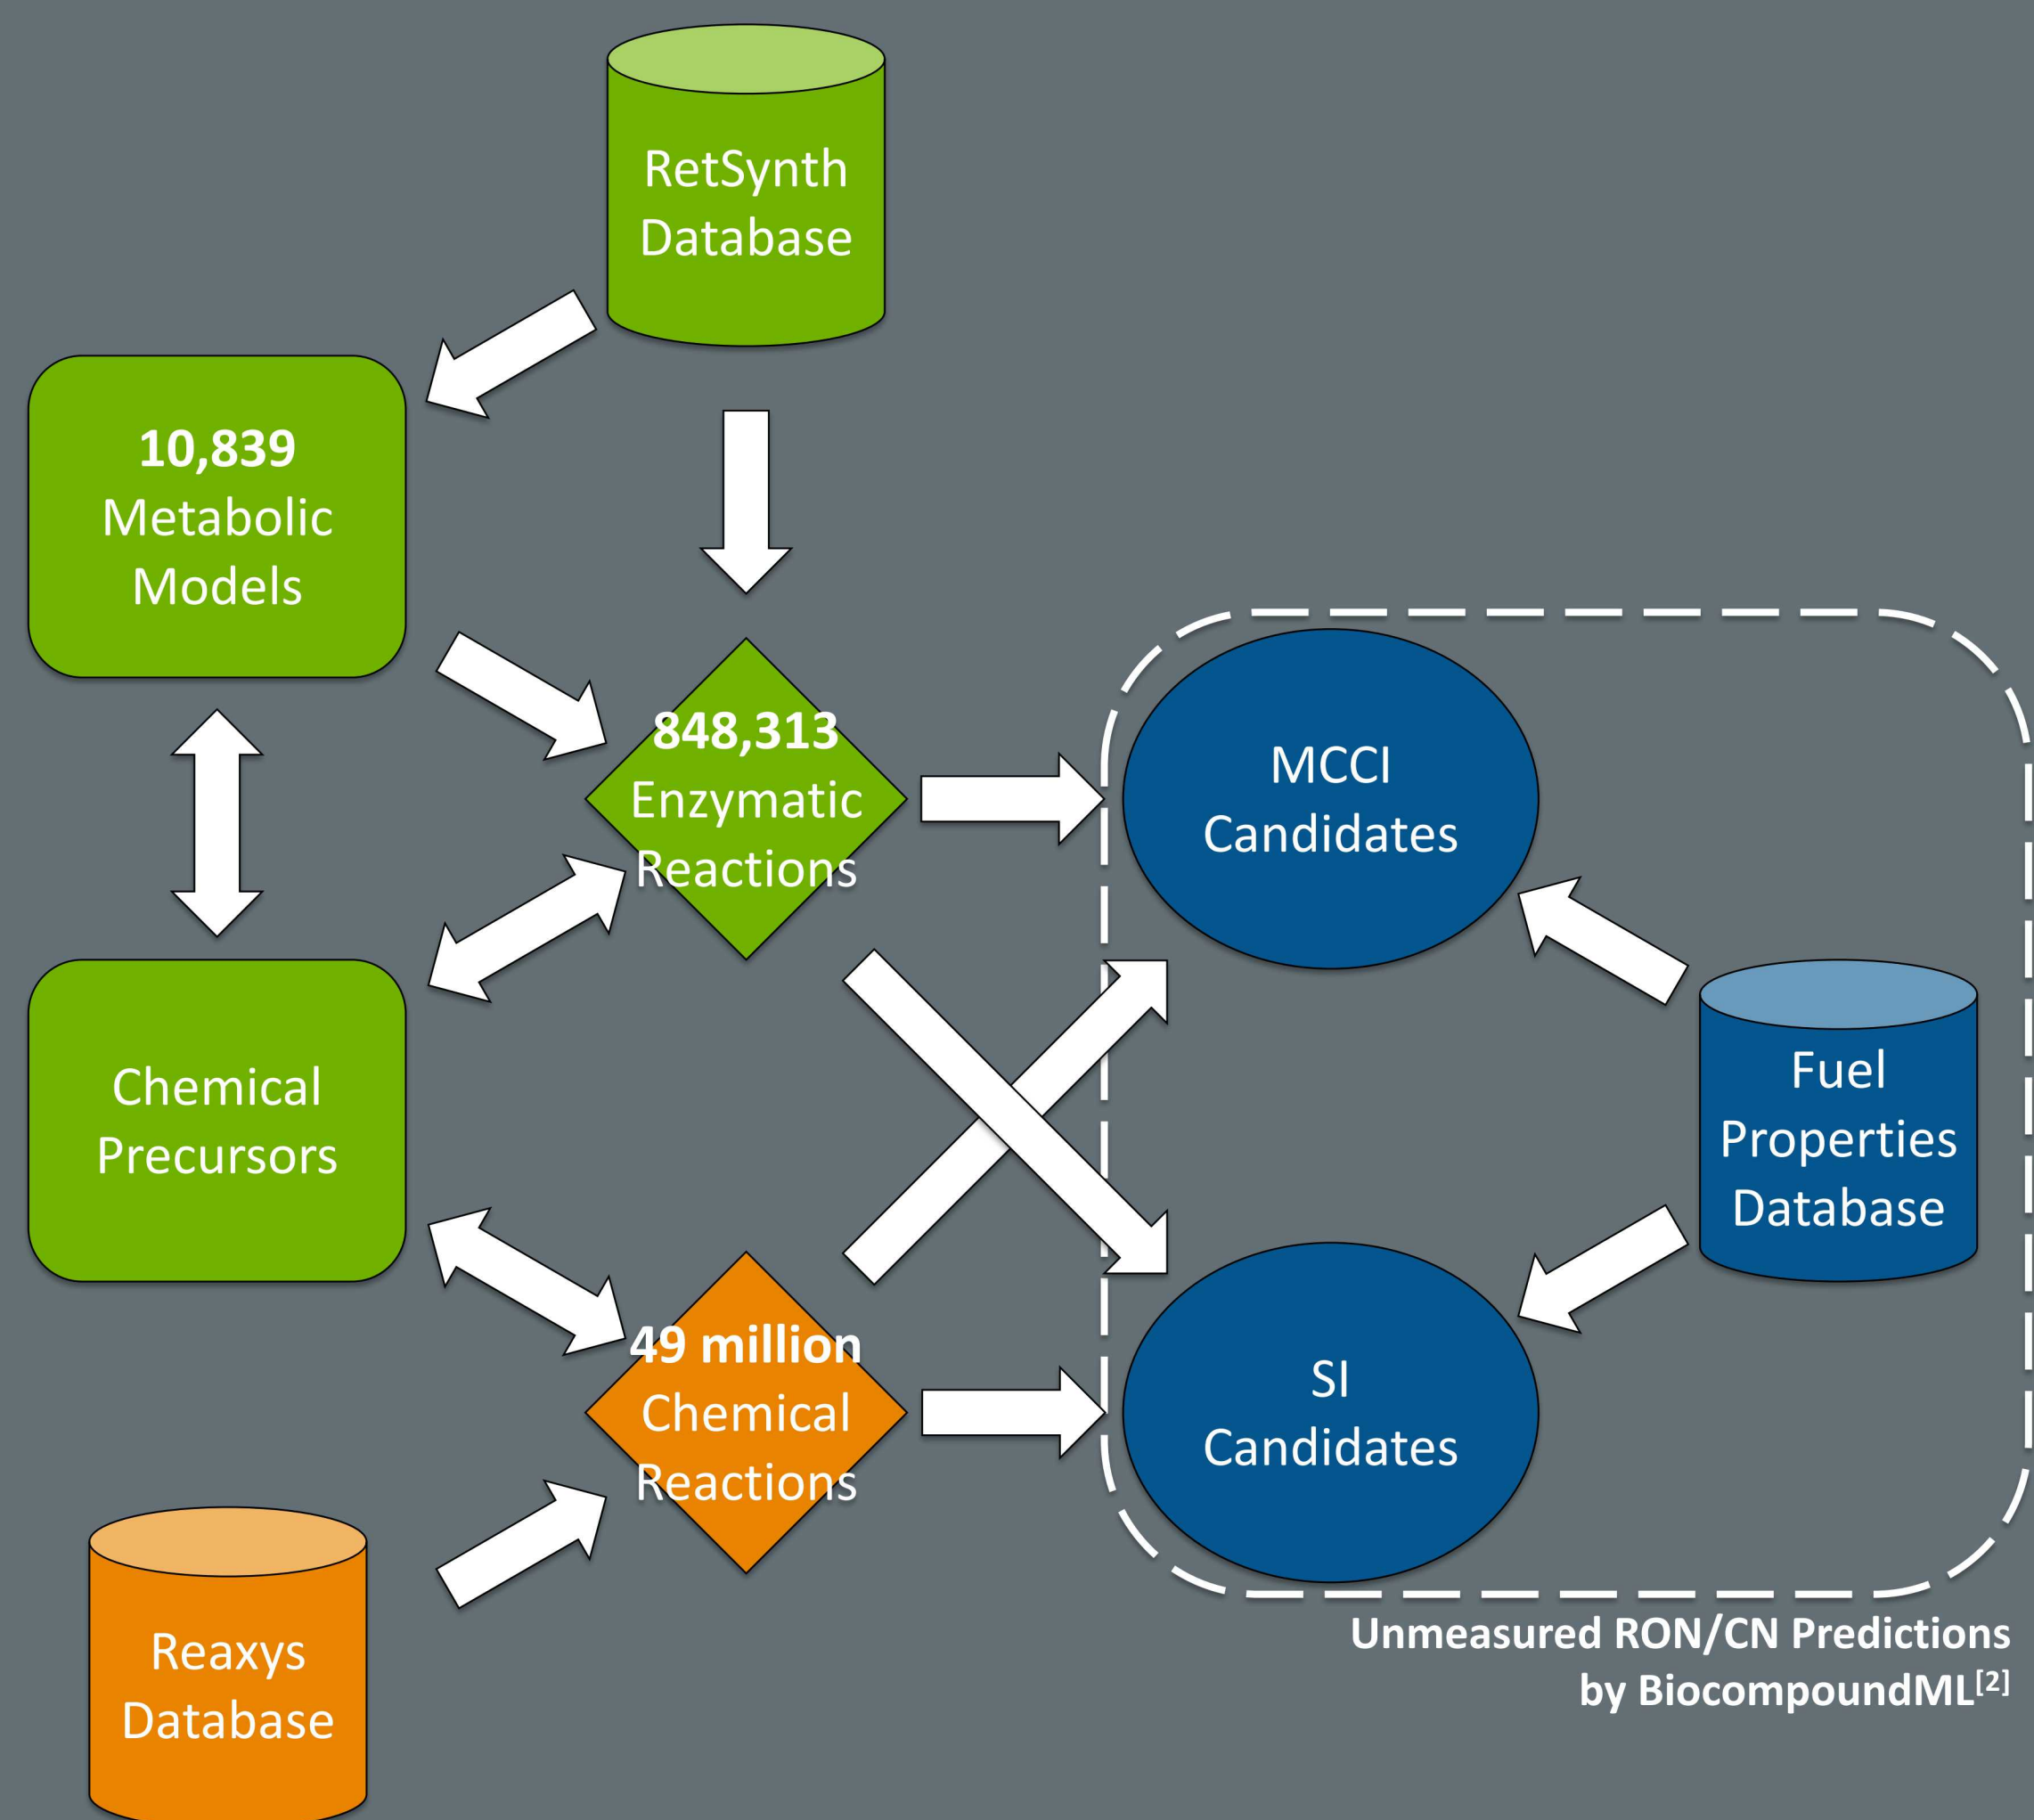 RetSynth
Database
10,839
Metabolic
Models
848,313
Enzymatic
Reactions
MCCI
Candidates
Chemical
Precursors
Fuel
Properties
Database
49 million
Chemical
Reactions
SI
Candidates
Reaxys
Database
Unmeasured RON/CN Predictions
by BiocompoundML[2]